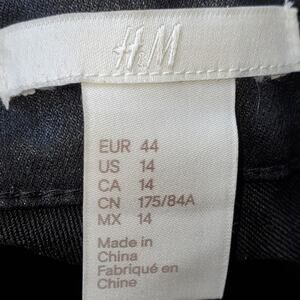 H&M
EUR 44
US 14
CA 14
CN 175/84A
MX 14
Made in
China
Fabriqué en
Chine